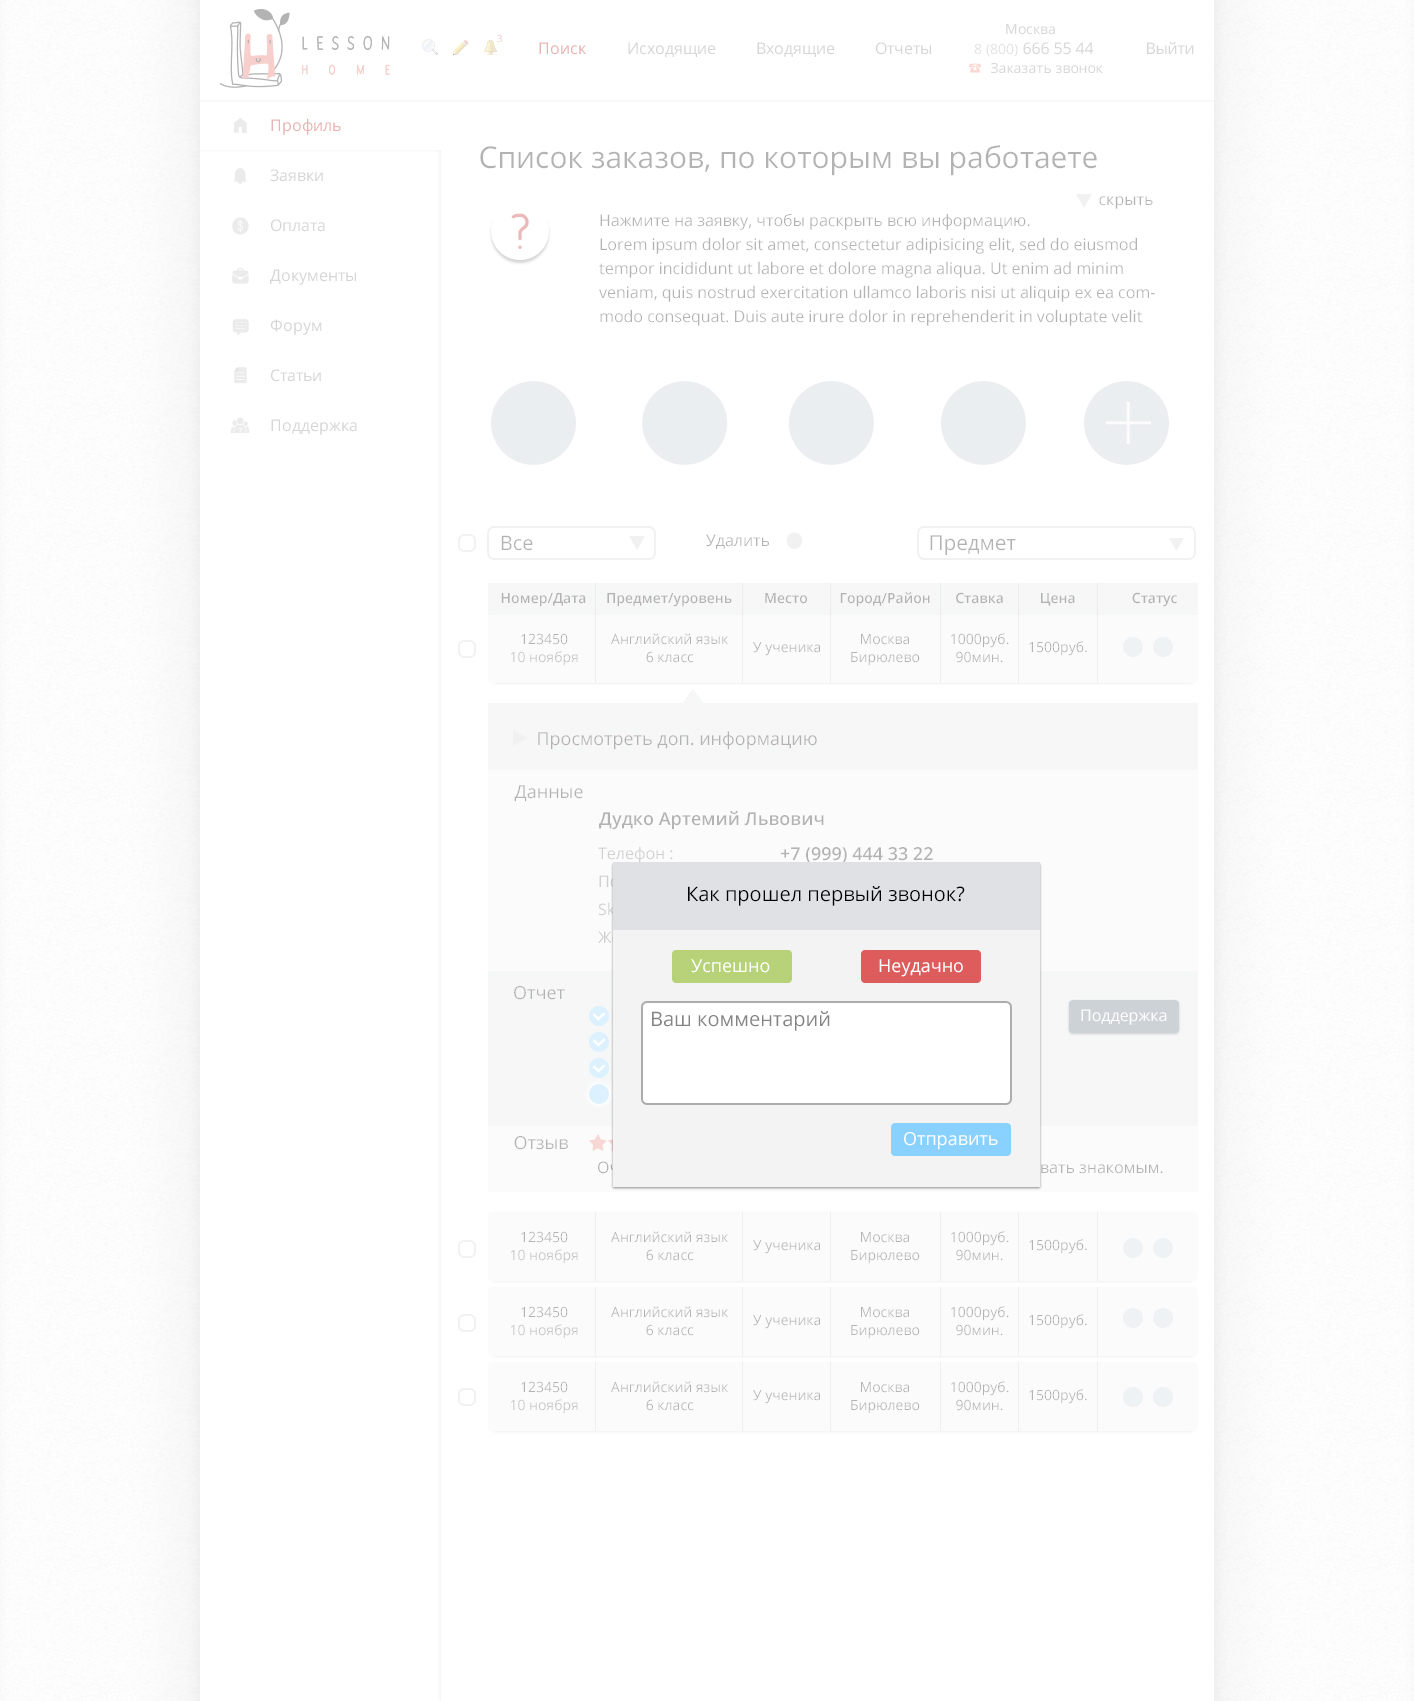 LESSON
HOME
3
Поиск
Исходящие
Входящие
Отчеты
Москва
8 (800) 666 55 44
Заказать звонок
Выйти
Профиль
Заявки
Оплата
Документы
Форум
Статьи
Поддержка
Список заказов, по которым вы работаете
скрыть
?
Нажмите на заявку, чтобы раскрыть всю информацию.
Lorem ipsum dolor sit amet, consectetur adipisicing elit, sed do eiusmod
tempor incididunt ut labore et dolore magna aliqua. Ut enim ad minim
veniam, quis nostrud exercitation ullamco laboris nisi ut aliquip ex ea com-
modo consequat. Duis aute irure dolor in reprehenderit in voluptate velit
Все
Удалить
Предмет
Номер/Дата Предмет/уровень Место Город/Район Ставка Цена Статус
123450 Английский язык У ученика Москва 1000руб. 1500руб.
10 ноября 6 класс Бирюлево 90мин.
Просмотреть доп. информацию
Данные
Дудко Артемий Львович
Телефон : +7 (999) 444 33 22
Как прошел первый звонок?
Успешно
Неудачно
Ваш комментарий
Отправить
Отчет
Поддержка
Отзыв
вать знакомым.
123450 Английский язык У ученика Москва 1000руб. 1500руб.
10 ноября 6 класс Бирюлево 90мин.
123450 Английский язык У ученика Москва 1000руб. 1500руб.
10 ноября 6 класс Бирюлево 90мин.
123450 Английский язык У ученика Москва 1000руб. 1500руб.
10 ноября 6 класс Бирюлево 90мин.